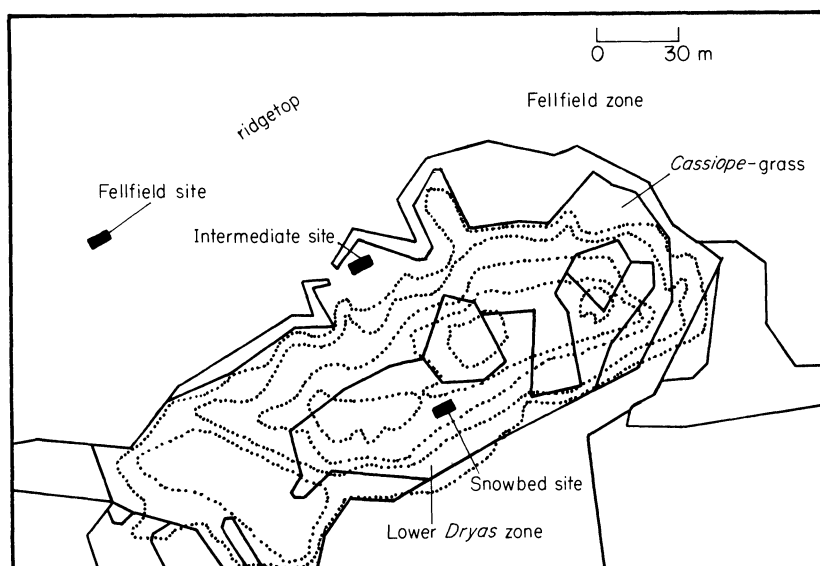 0 30 m
Fellfield zone
ridgetop
Cassiope-grass
Fellfield site
Intermediate site
Snowbed site
Lower Dryas zone